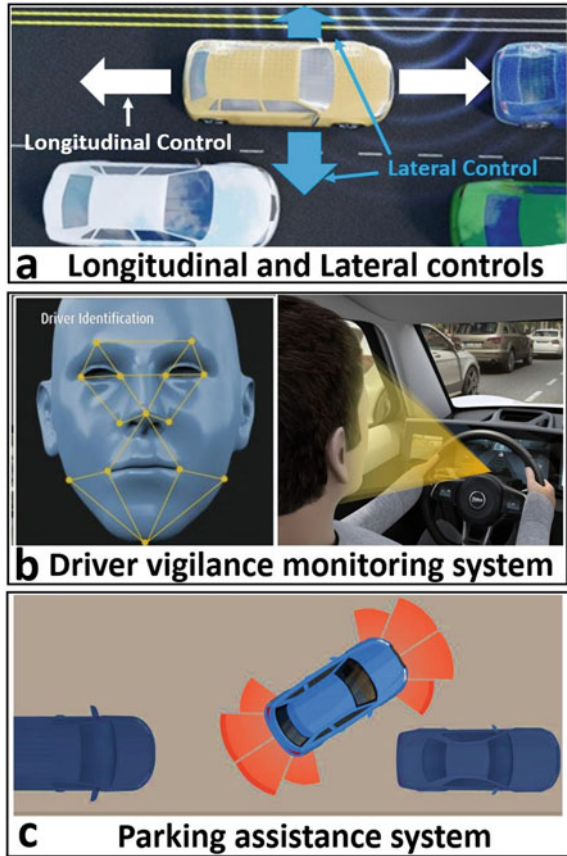 Longitudinal Control
Lateral Control
a Longitudinal and Lateral controls
Driver Identification
b Driver vigilance monitoring system
c Parking assistance system